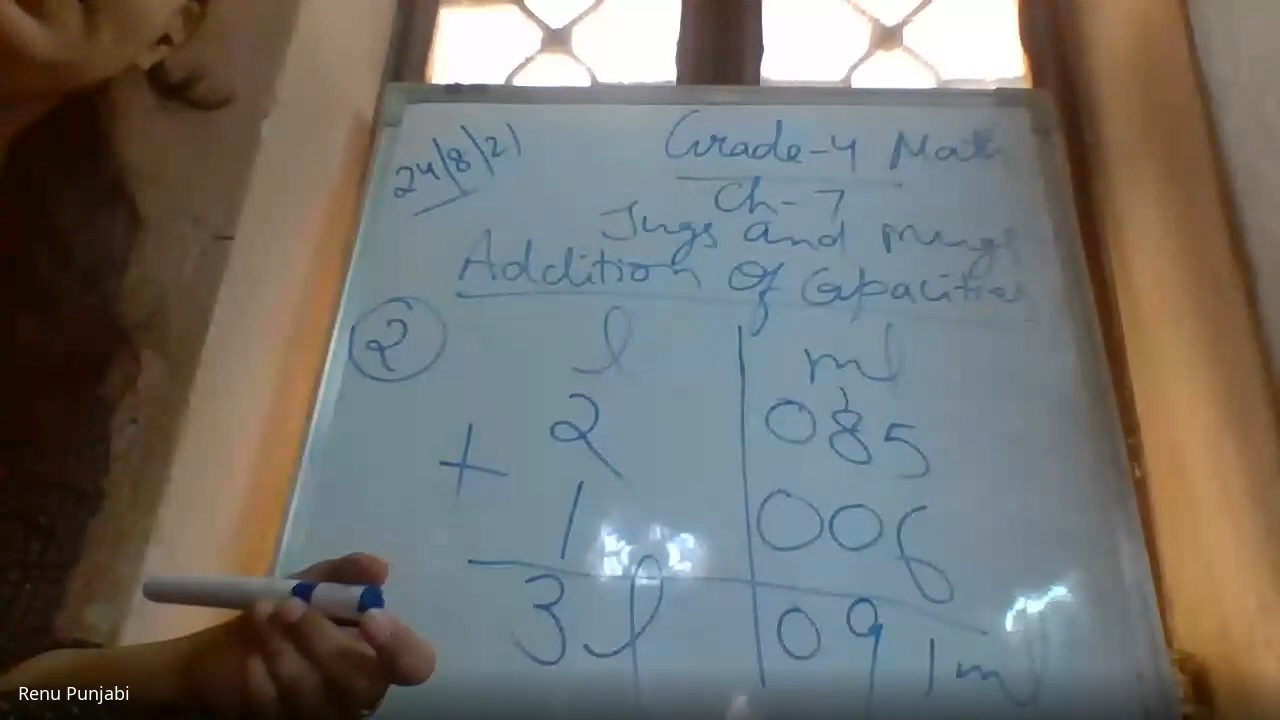 24/8/21
Grade-4 Math
Ch-7
Jugs and mugs
Addition of Capacities
2
l ml
1
2 085
+ 1 006
3l 091ml
Renu Punjabi